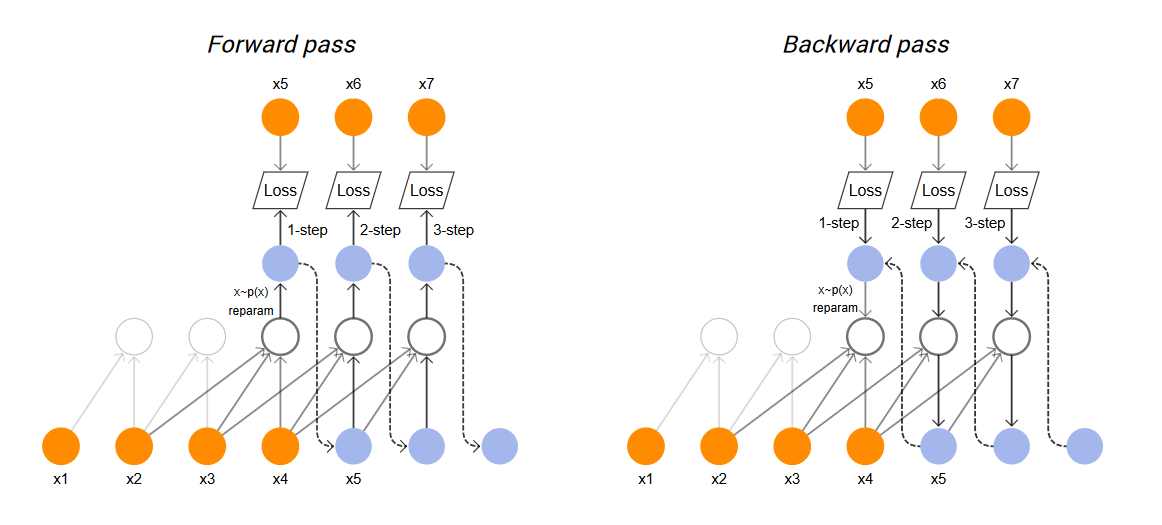 Forward pass
x5 x6 x7
Loss Loss Loss
1-step 2-step 3-step
x~p(x)
reparam
x1 x2 x3 x4 x5
Backward pass
x5 x6 x7
Loss Loss Loss
1-step 2-step 3-step
x~p(x)
reparam
x1 x2 x3 x4 x5